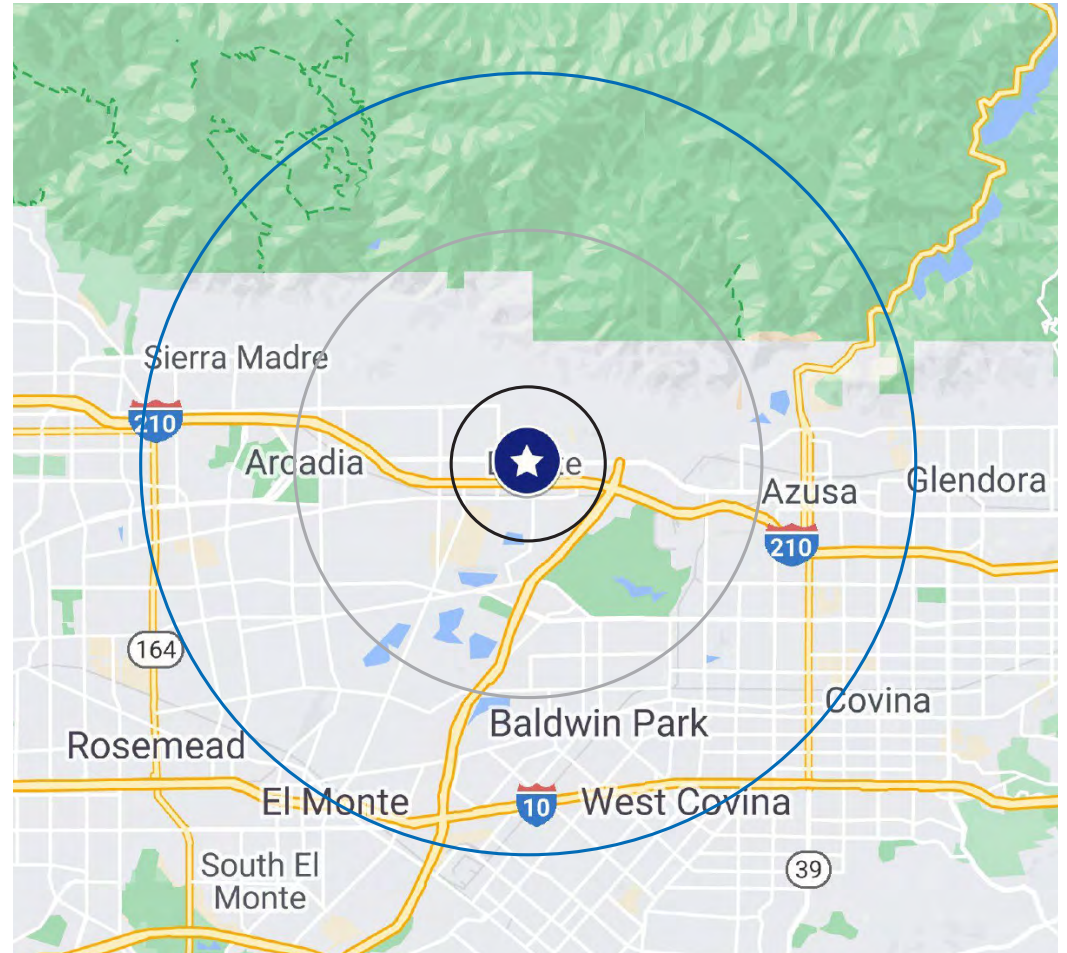 Sierra Madre
210
Arcadia
Azusa
Glendora
210
164
Covina
Baldwin Park
Rosemead
El Monte
10
West Covina
South El
Monte
39